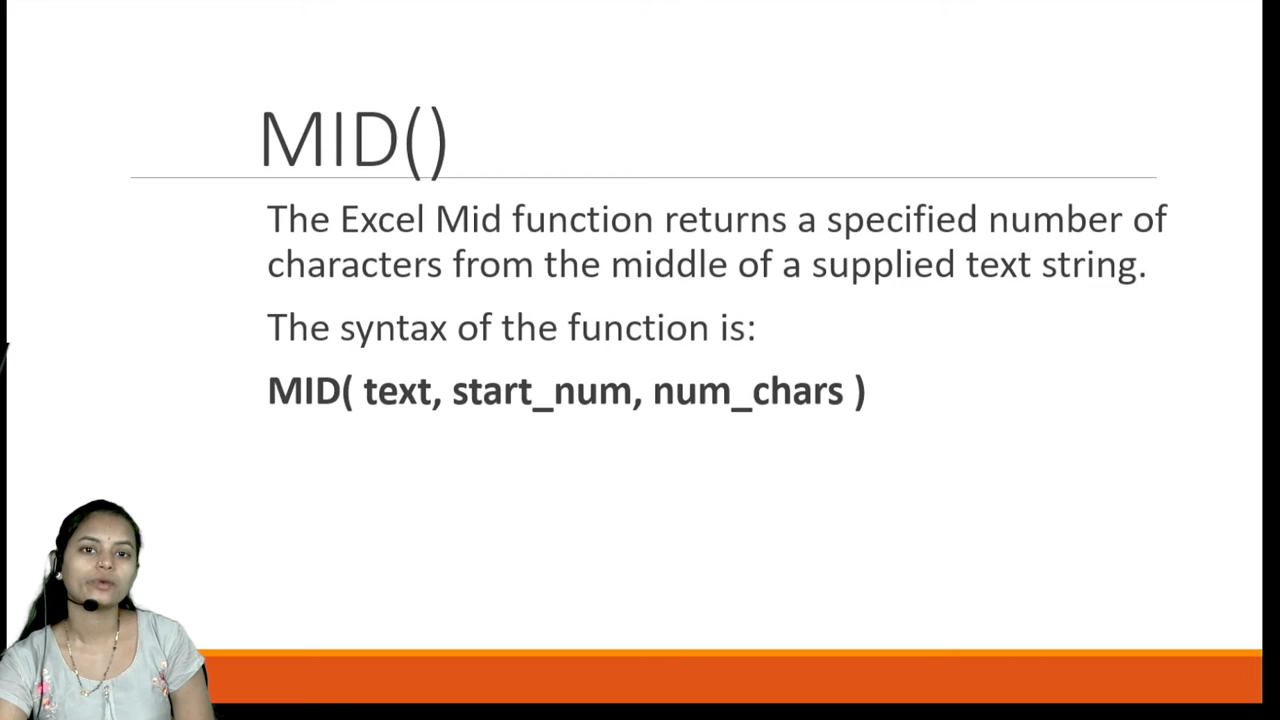 MID()
The Excel Mid function returns a specified number of
characters from the middle of a supplied text string.
The syntax of the function is:
MID( text, start_num, num_chars )